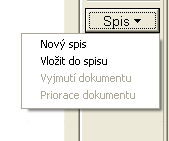 Spis
Nový spis
Vložit do spisu
Vyjmutí dokumentu
Priorace dokumentu